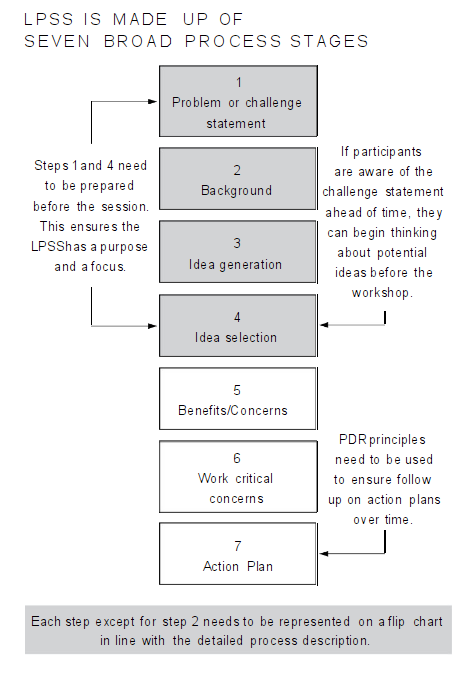 LPSS IS MADE UP OF
SEVEN BROAD PROCESS STAGES
1
Problem or challenge
statement
Steps 1 and 4 need
to be prepared
before the session.
This ensures the
LPSS has a purpose
and a focus.
2
Background
3
Idea generation
4
Idea selection
If participants
are aware of the
challenge statement
ahead of time, they
can begin thinking
about potential
ideas before the
workshop.
5
Benefits/Concerns
6
Work critical
concerns
7
Action Plan
PDR principles
need to be used
to ensure follow
up on action plans
over time.
Each step except for step 2 needs to be represented on a flip chart
in line with the detailed process description.